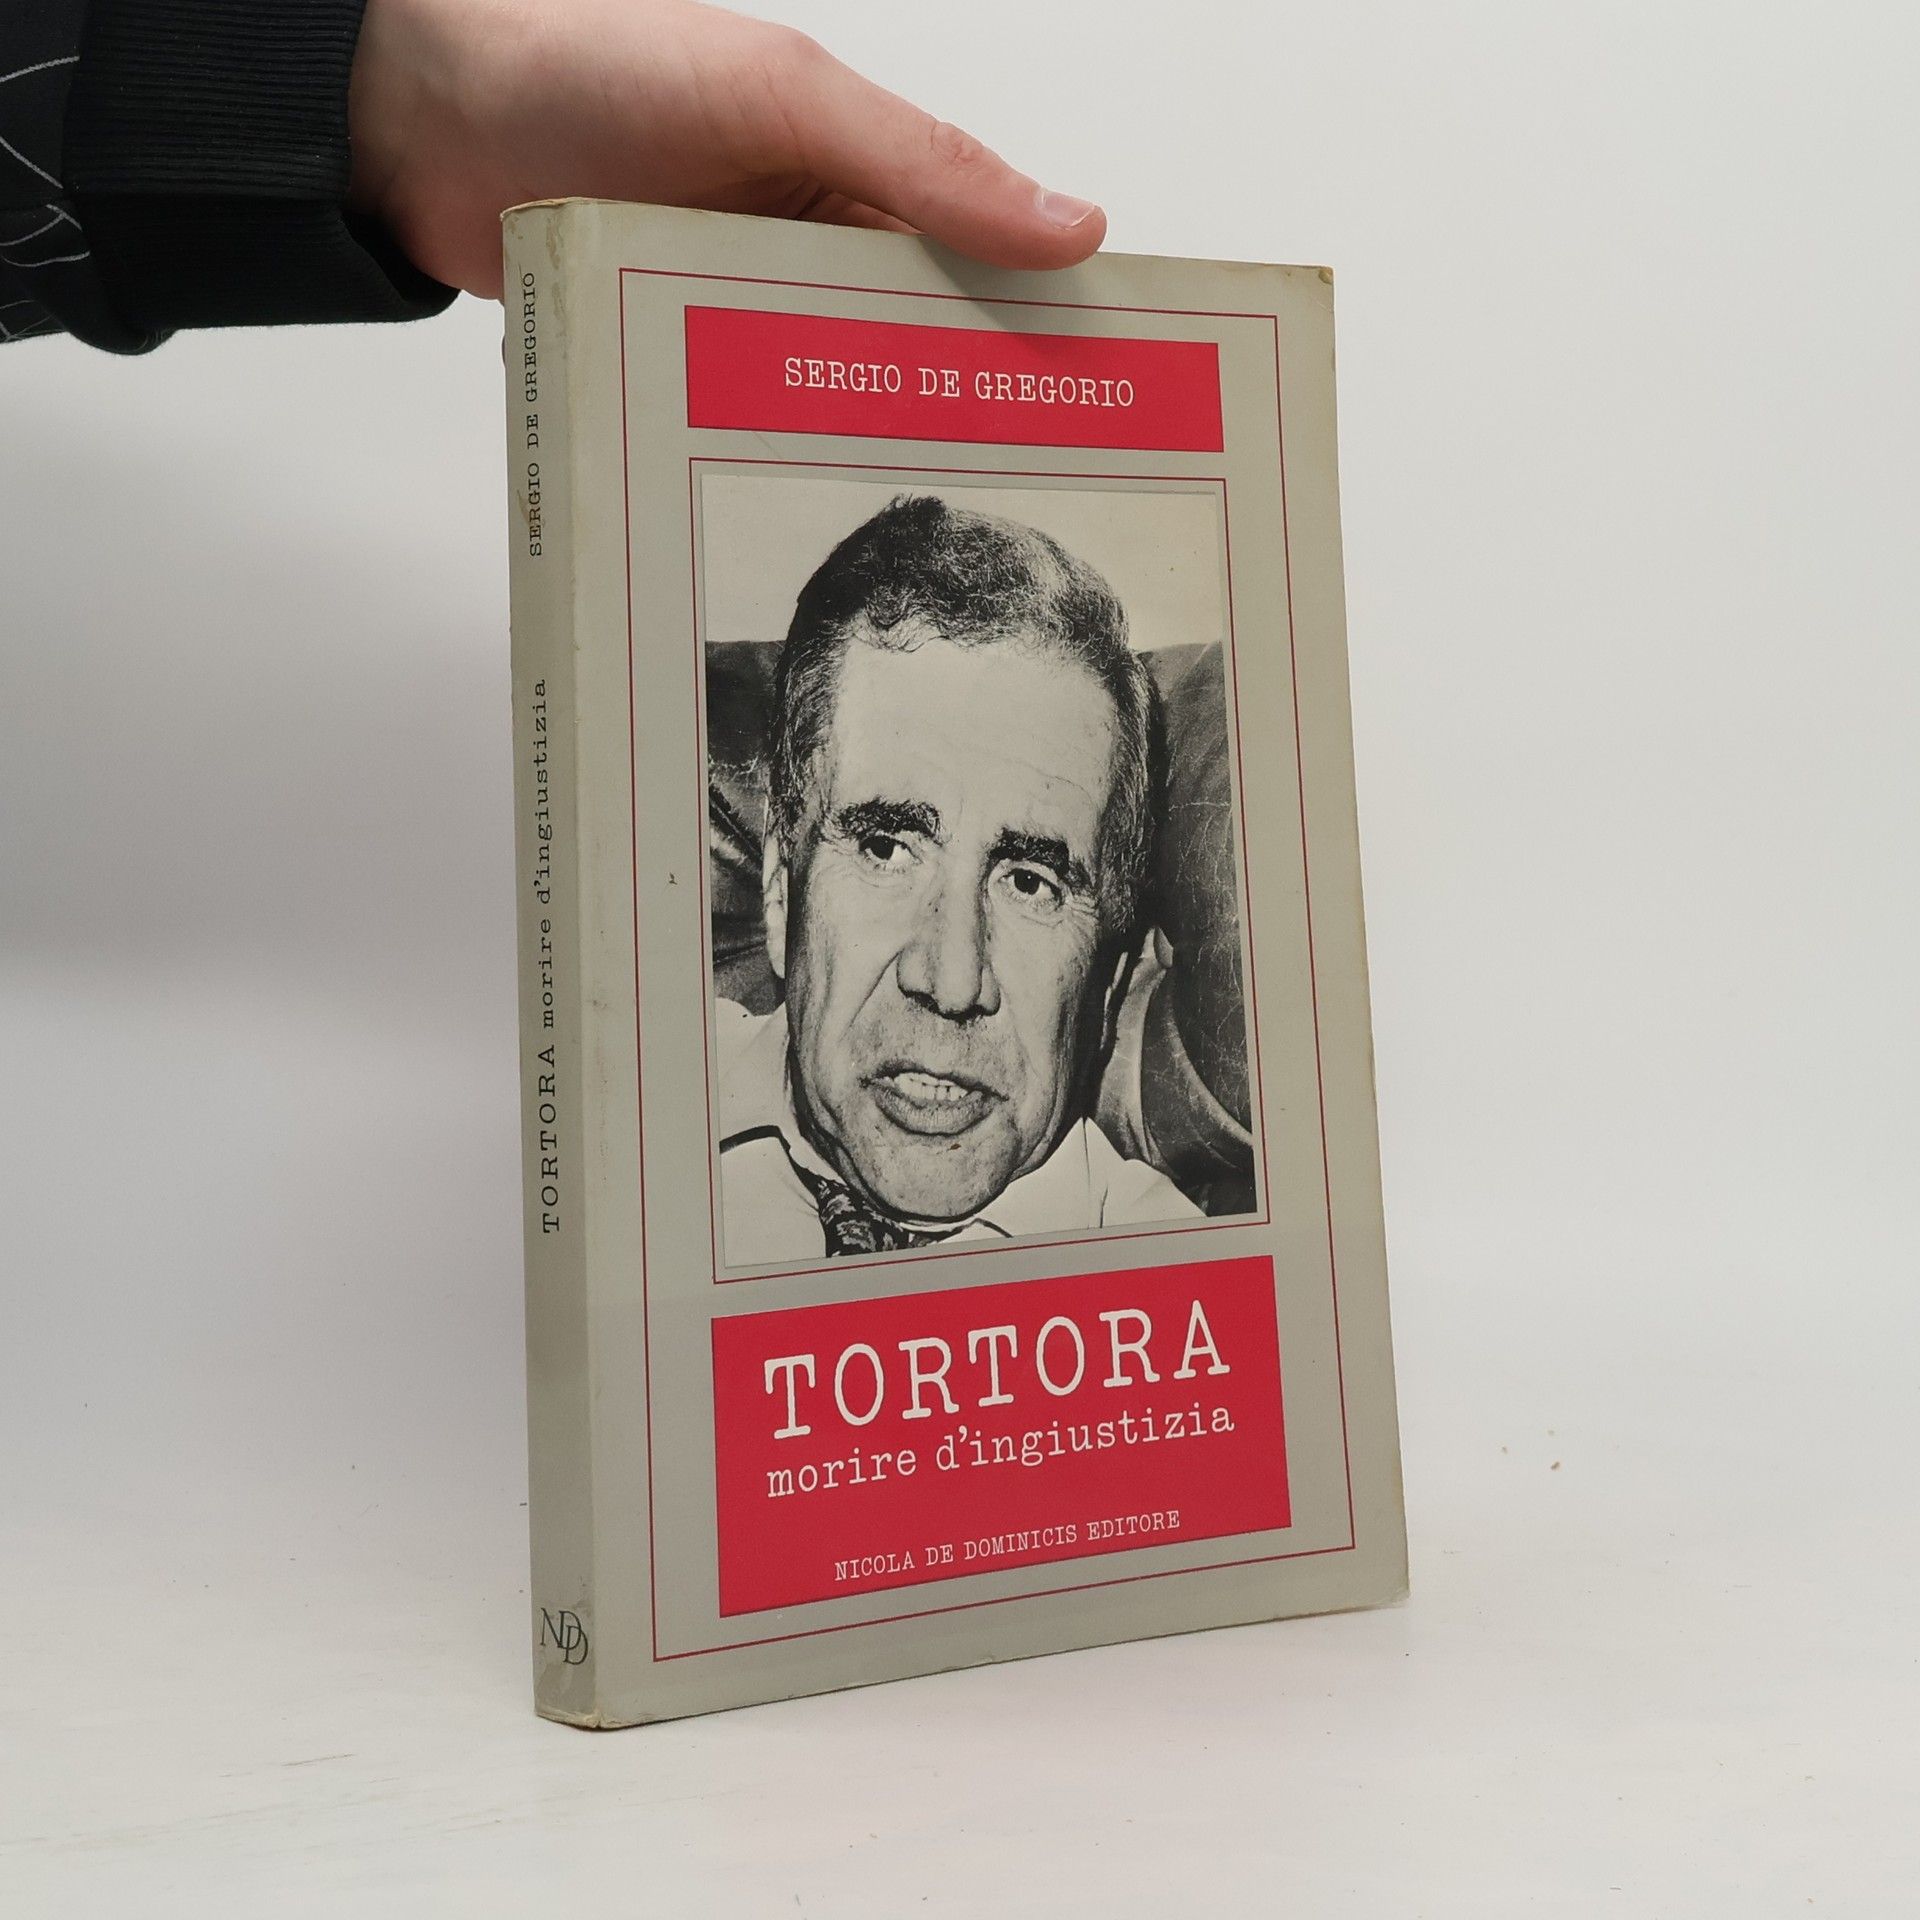 SERGIO DE GREGORIO
TORTORA
morire d'ingiustizia
NICOLA DE DOMINICIS EDITORE
TORTORA morire d'ingiustizia SERGIO DE GREGORIO
NDD